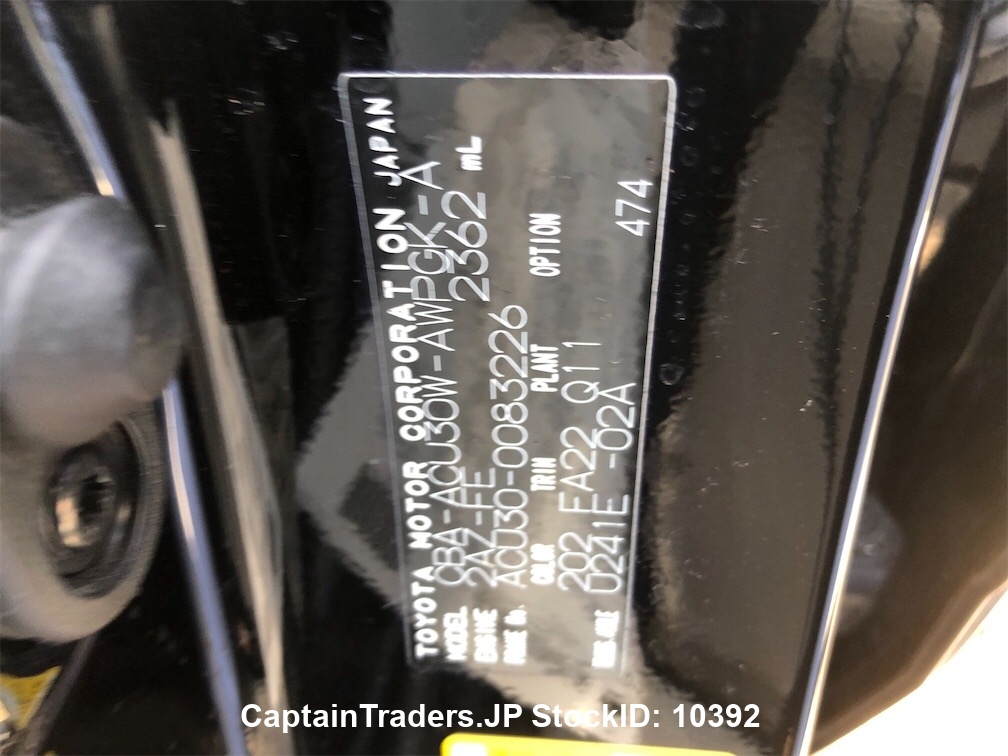 TOYOTA MOTOR CORPORATION JAPAN
MODEL CBA-ACU30W-AWPGK-A
ENGINE 2AZ-FE 2362 mL
FRAME No. ACU30-0083226
COLOR TRIM PLANT OPTION
202 FA22 Q11
TRANS./AXLE U241E -02A 474
CaptainTraders.JP StockID: 10392